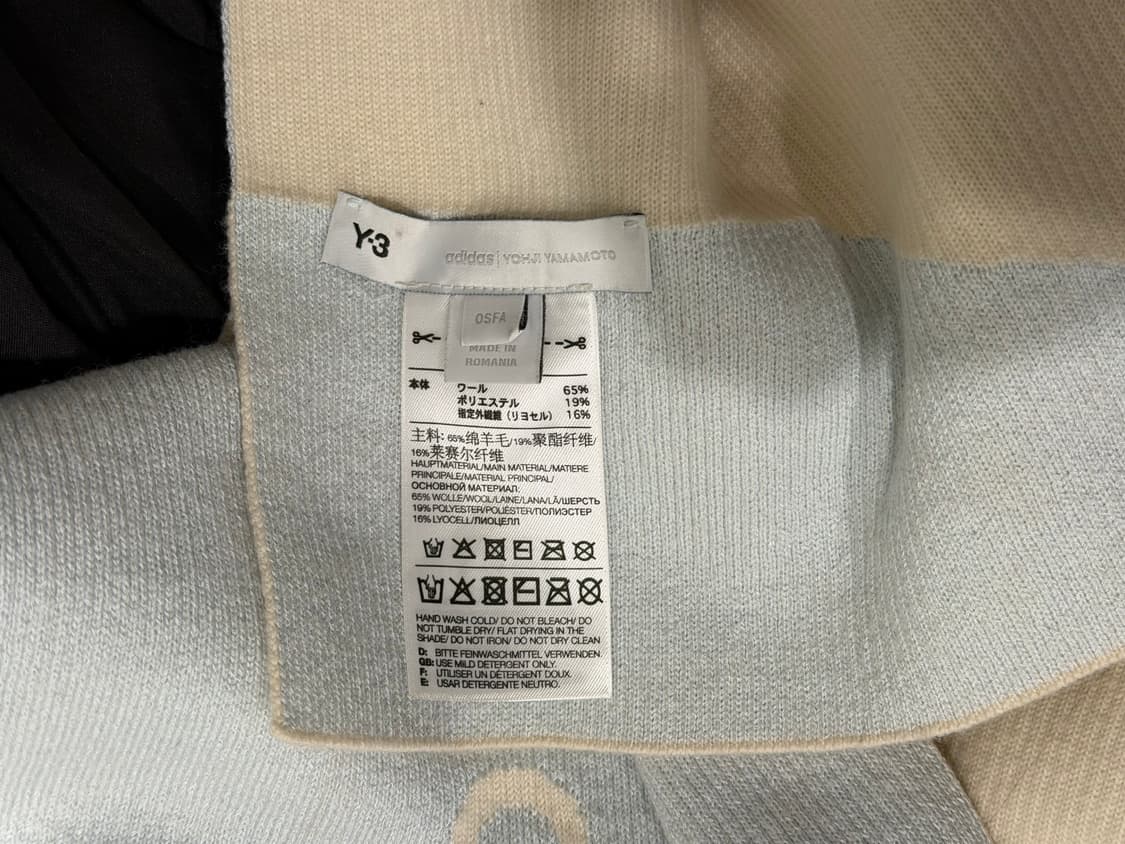 Y-3
adidas | YOHJI YAMAMOTO
OSFA
MADE IN
ROMANIA
本体 ワール 65%
ポリエステル 19%
指定外繊維（リヨセル） 16%
主料: 65%绵羊毛/19%聚酯纤维/
16%莱赛尔纤维
HAUPTMATERIAL/MAIN MATERIAL/MATIERE
PRINCIPALE/MATERIAL PRINCIPAL/
ОСНОВНОЙ МАТЕРИАЛ:
65% WOLLE/WOOL/LAINE/LANA/LÃ/ШЕРСТЬ
19% POLYESTER/POLIÉSTER/ПОЛИЭСТЕР
16% LYOCELL/ЛИОЦЕЛЛ
HAND WASH COLD/ DO NOT BLEACH/ DO
NOT TUMBLE DRY/ FLAT DRYING IN THE
SHADE/ DO NOT IRON/ DO NOT DRY CLEAN
D: BITTE FEINWASCHMITTEL VERWENDEN.
GB: USE MILD DETERGENT ONLY.
F: UTILISER UN DÉTERGENT DOUX.
E: USAR DETERGENTE NEUTRO.